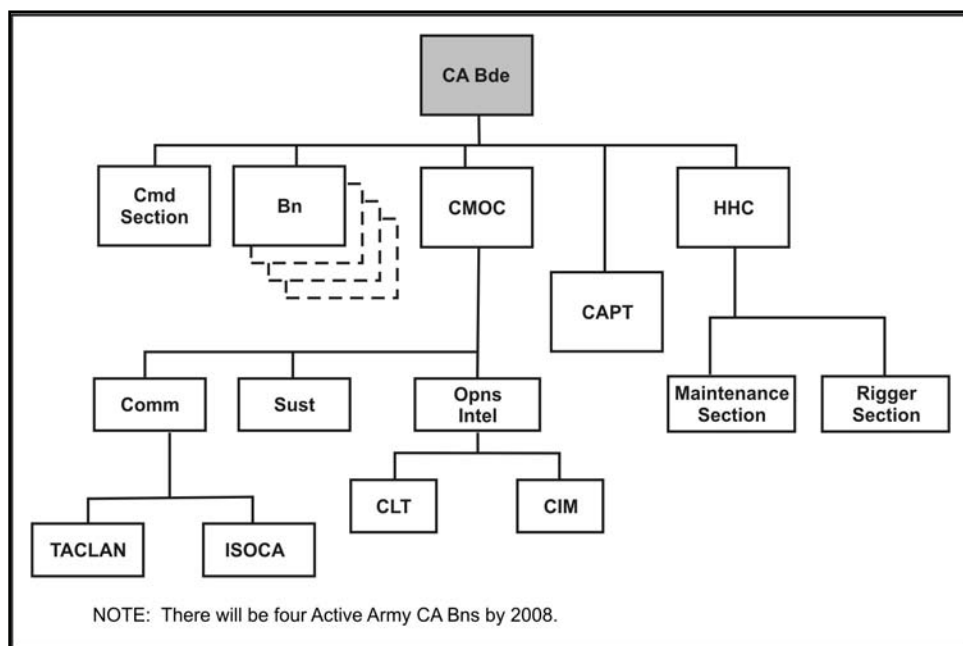 CA Bde
Cmd
Section
Bn
CMOC
HHC
CAPT
Comm
Sust
Opns
Intel
Maintenance
Section
Rigger
Section
CLT
CIM
TACLAN
ISOCA
NOTE: There will be four Active Army CA Bns by 2008.